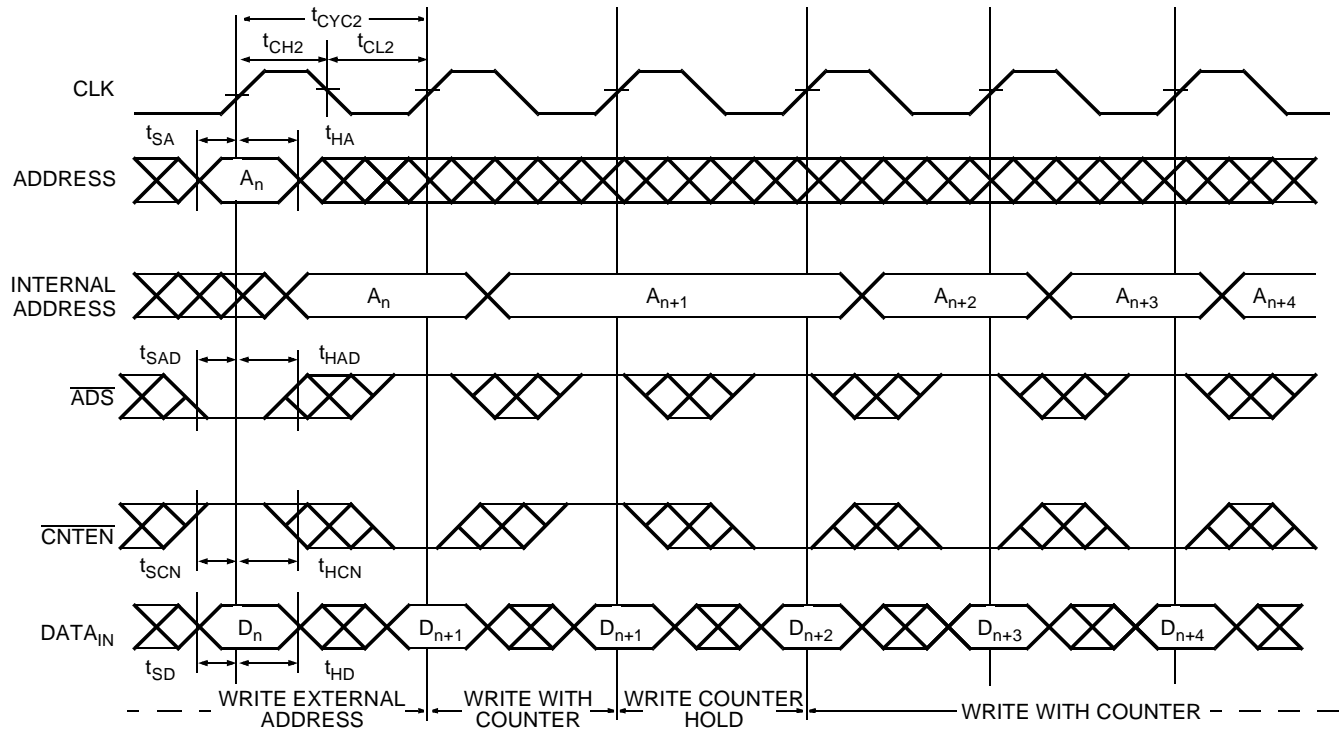 tCYC2
tCH2 tCL2
CLK
tSA tHA
ADDRESS An
INTERNAL
ADDRESS
An An+1 An+2 An+3 An+4
tSAD tHAD
ADS
CNTEN
tSCN tHCN
DATAIN Dn Dn+1 Dn+1 Dn+2 Dn+3 Dn+4
tSD tHD
WRITE EXTERNAL
ADDRESS
WRITE WITH
COUNTER
WRITE COUNTER
HOLD
WRITE WITH COUNTER